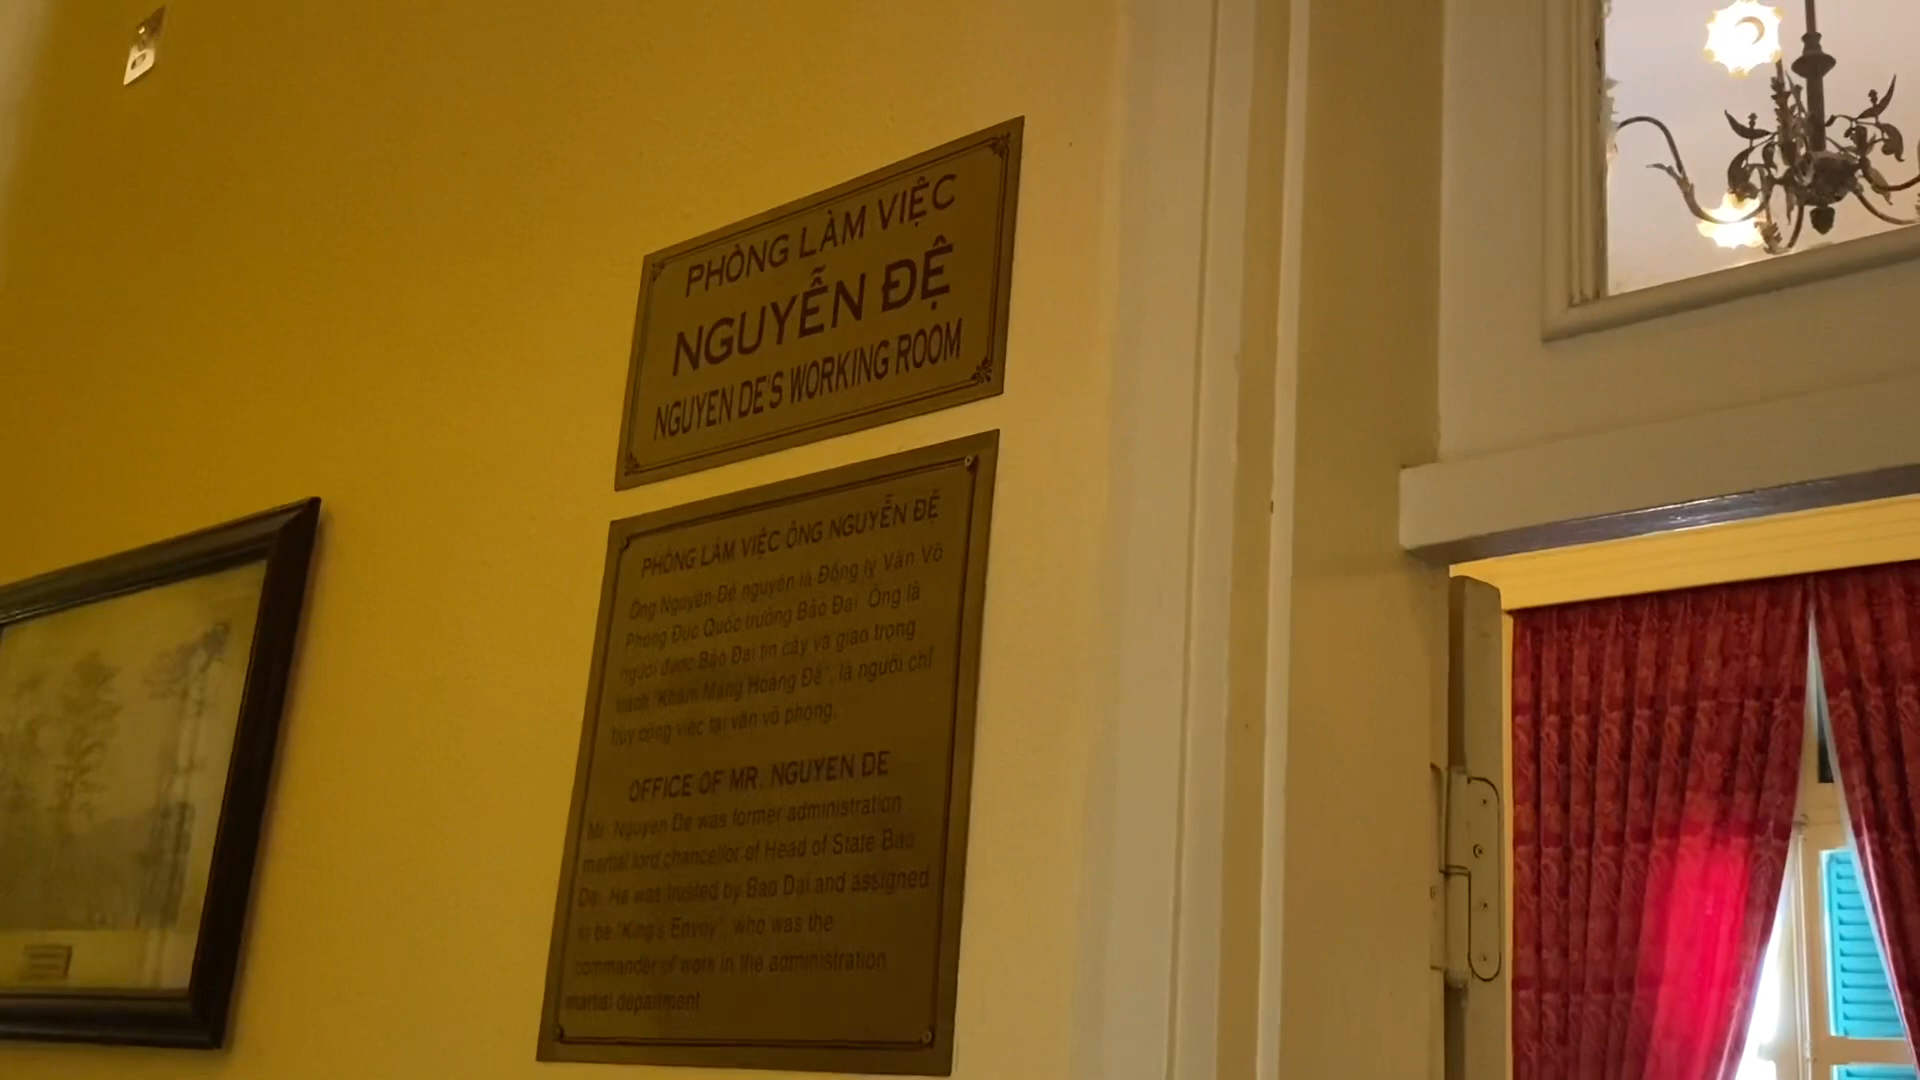 PHÒNG LÀM VIỆC
NGUYỄN ĐỆ
NGUYEN DE'S WORKING ROOM
PHÒNG LÀM VIỆC ÔNG NGUYỄN ĐỆ
Ông Nguyễn Đệ nguyên là Đổng lý Văn Võ
Phòng Đức Quốc trưởng Bảo Đại. Ông là
người được Bảo Đại tin cậy và giao trọng
trách "Khâm Mạng Hoàng Đế", là người chỉ
huy công việc tại văn võ phòng.
OFFICE OF MR. NGUYEN DE
Mr. Nguyen De was former administration
martial lord chancellor of Head of State Bao
Dai. He was trusted by Bao Dai and assigned
to be "King's Envoy", who was the
commander of work in the administration
martial department